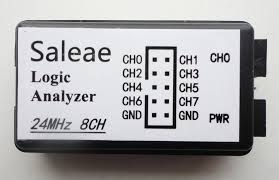 Saleae
Logic
Analyzer
24MHz 8CH
CH0 CH1 CH0
CH2 CH3
CH4 CH5
CH6 CH7
GND GND PWR